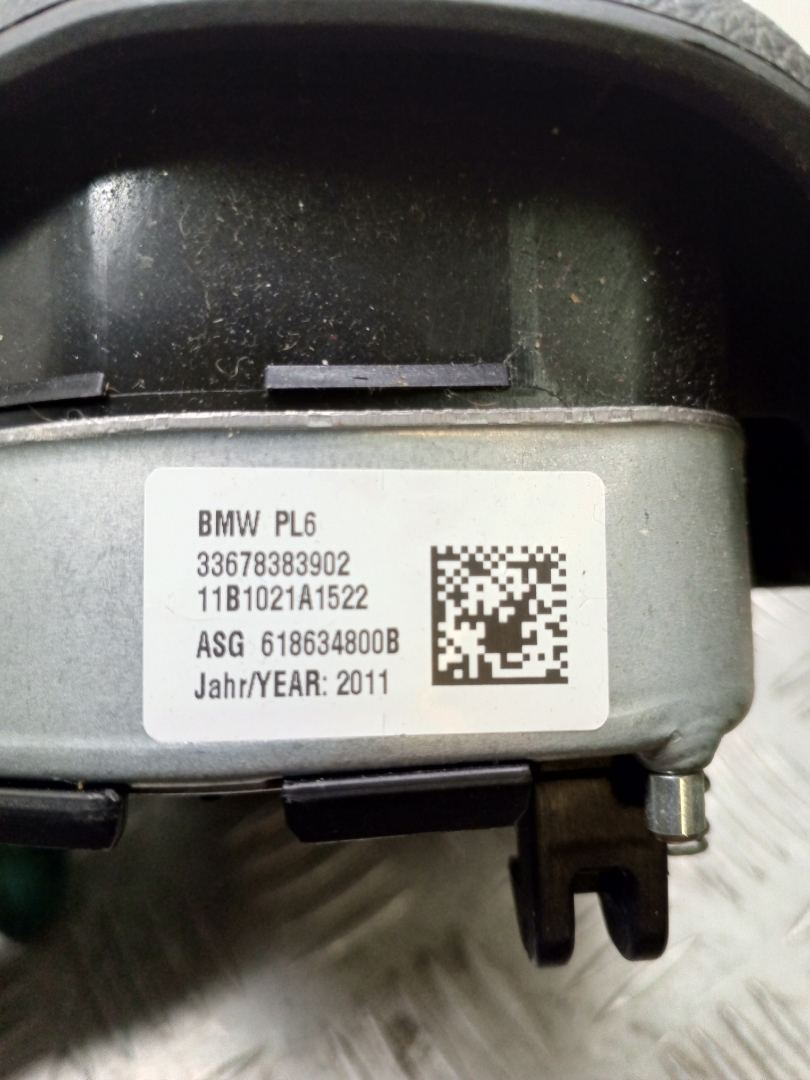 BMW PL6
33678383902
11B1021A1522
ASG 618634800B
Jahr/YEAR: 2011